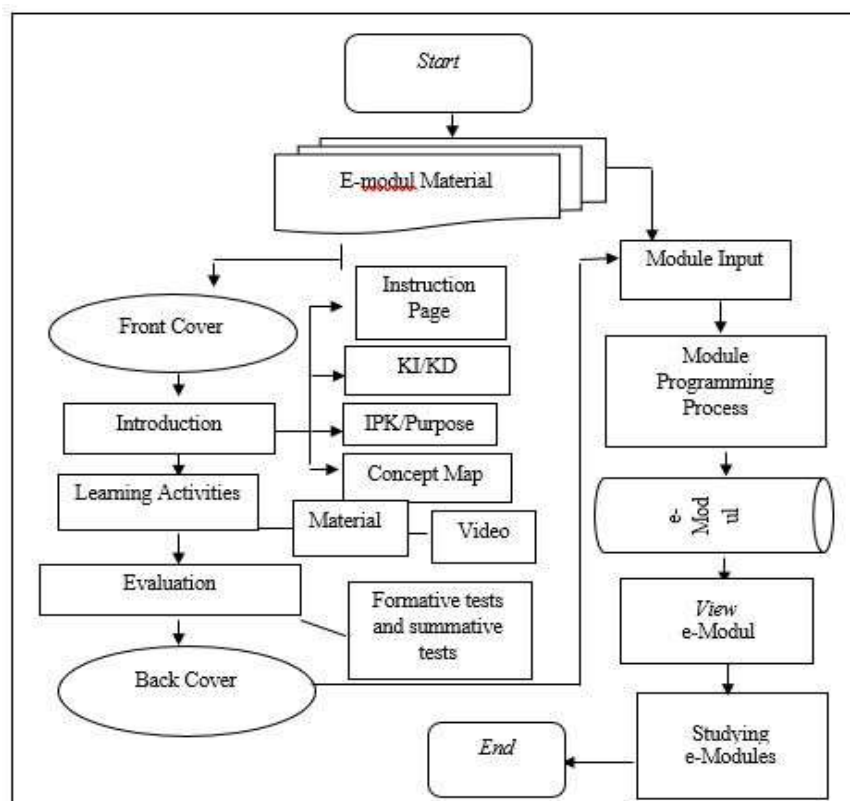 Start
E-modul Material
Front Cover
Introduction
Learning Activities
Evaluation
Back Cover
Instruction
Page
KI/KD
IPK/Purpose
Concept Map
Material
Video
Formative tests
and summative
tests
Module Input
Module
Programming
Process
e-
Mod
ul
View
e-Modul
Studying
e-Modules
End